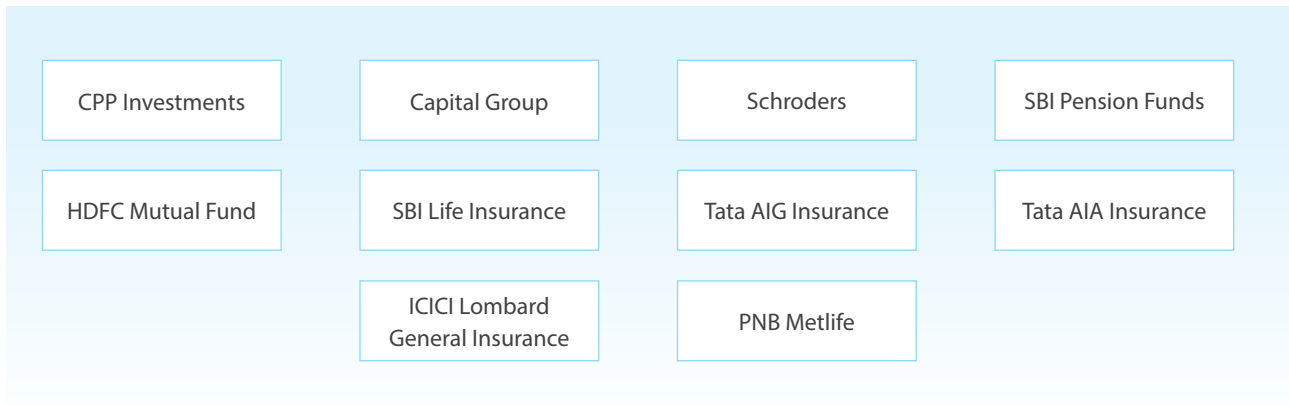 CPP Investments
Capital Group
Schroders
SBI Pension Funds
HDFC Mutual Fund
SBI Life Insurance
Tata AIG Insurance
Tata AIA Insurance
ICICI Lombard
General Insurance
PNB Metlife